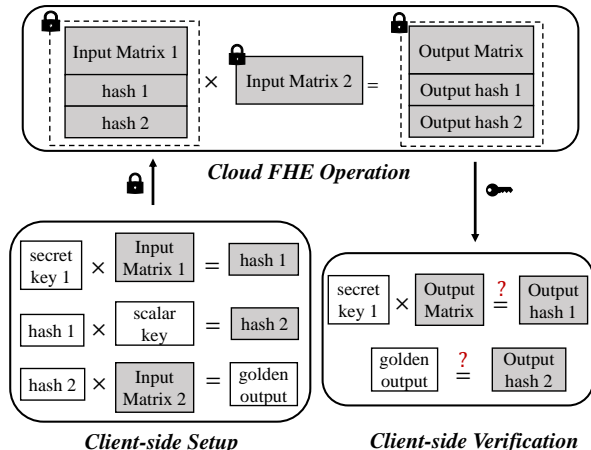 Input Matrix 1
hash 1
hash 2
×
Input Matrix 2
=
Output Matrix
Output hash 1
Output hash 2
Cloud FHE Operation
secret
key 1
×
Input
Matrix 1
=
hash 1
hash 1
×
scalar
key
=
hash 2
hash 2
×
Input
Matrix 2
=
golden
output
Client-side Setup
secret
key 1
×
Output
Matrix
?
=
Output
hash 1
golden
output
?
=
Output
hash 2
Client-side Verification